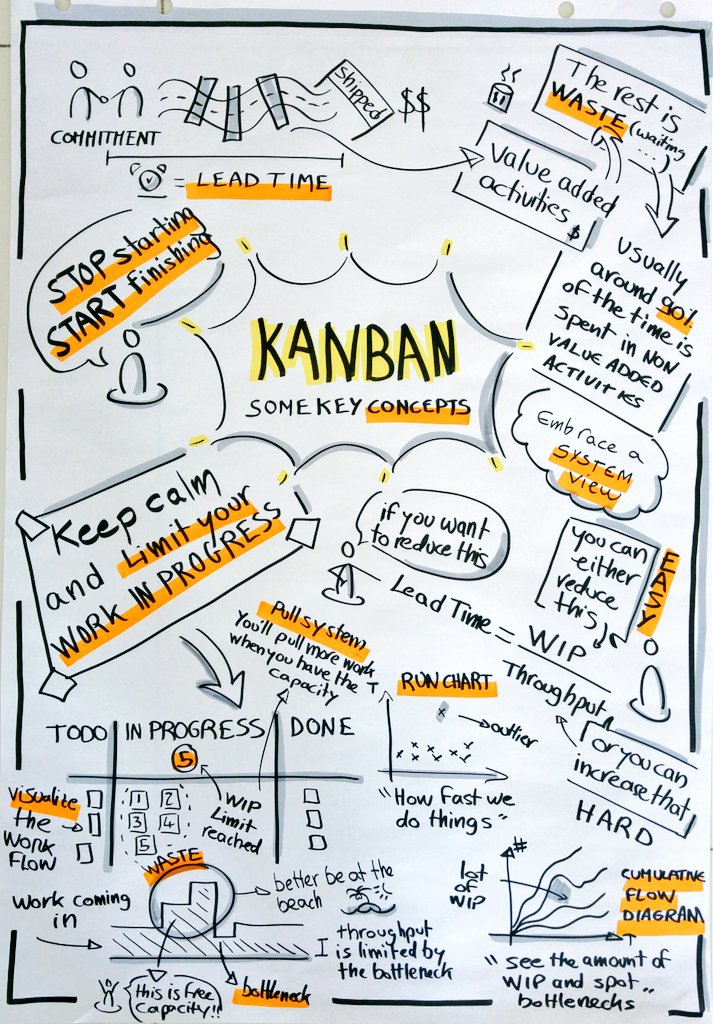 COMMITMENT
Shipped
$$
= LEAD TIME
The rest is
WASTE (waiting
...)
Value added
activities
$
usually
around 90%
of the time is
spent in NON
VALUE ADDED
ACTIVITIES
STOP starting
START finishing
KANBAN
SOME KEY CONCEPTS
Embrace a
SYSTEM
View
Keep calm
and LIMIT YOUR
WORK IN PROGRESS
if you want
to reduce this
you can
either
reduce
this
EASY
Lead Time = WIP
Throughput
or you can
increase that
HARD
Pull system
You'll pull more work
when you have the
capacity
TODO
IN PROGRESS
DONE
5
Visualize
the
WORK
FLOW
1 2
3 4
5
WIP
Limit
reached
RUN CHART
T
x
outlier
x x x x x x x x x
"How fast we
do things"
WASTE
work coming
in
better be at the
beach
throughput
is limited by
the bottleneck
this is free
capacity!!
bottleneck
#
lot
of
WIP
CUMULATIVE
FLOW
DIAGRAM
T
"see the amount of
WIP and spot ..
bottlenecks